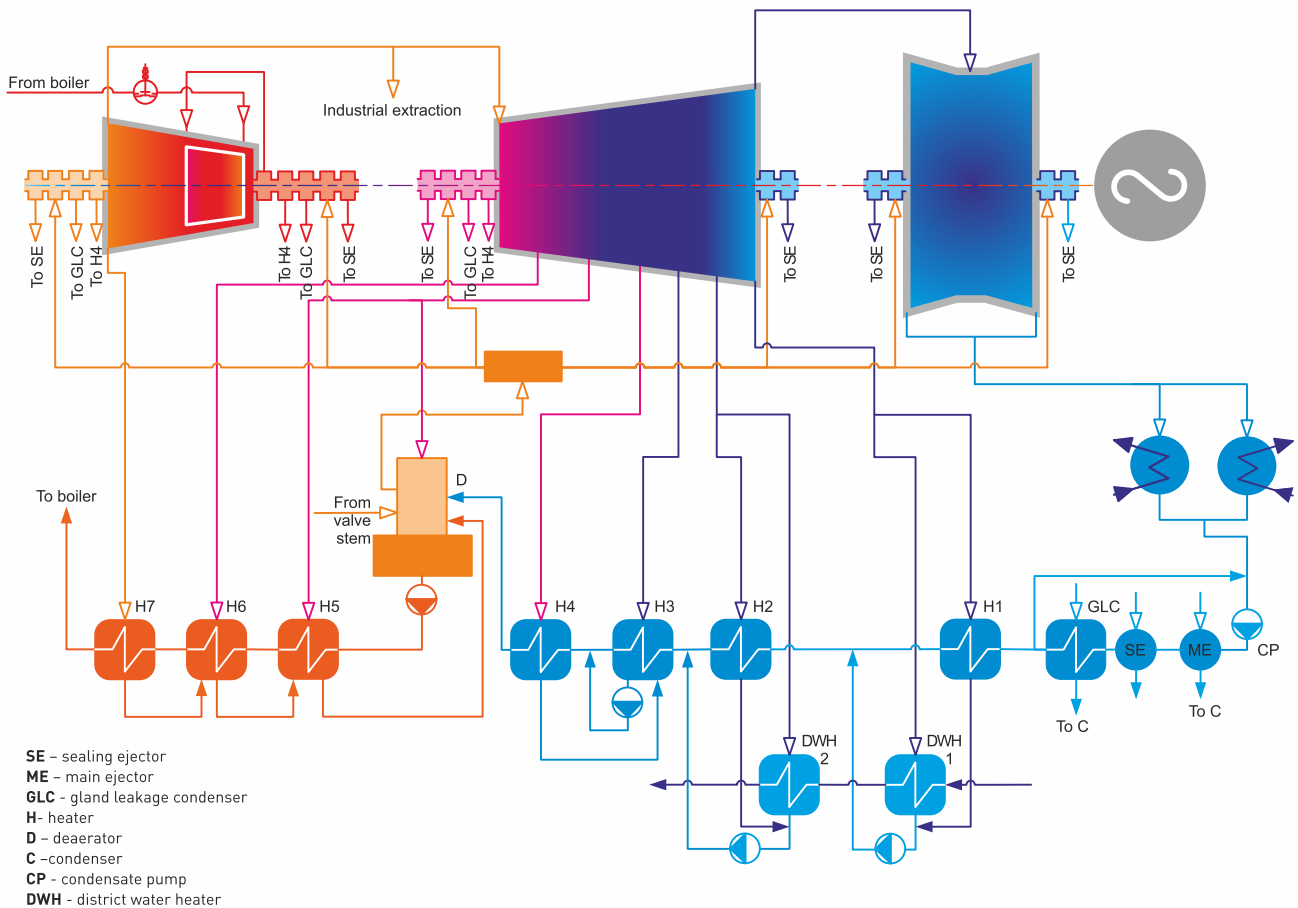 From boiler
Industrial extraction
To SE
To GLC
To H4
To H4
To GLC
To SE
To SE
To GLC
To H4
To SE
To SE
To SE
To boiler
From
valve
stem
D
H7
H6
H5
H4
H3
H2
H1
GLC
SE
ME
CP
To C
To C
DWH
2
DWH
1
SE – sealing ejector
ME – main ejector
GLC - gland leakage condenser
H- heater
D – deaerator
C –condenser
CP - condensate pump
DWH - district water heater